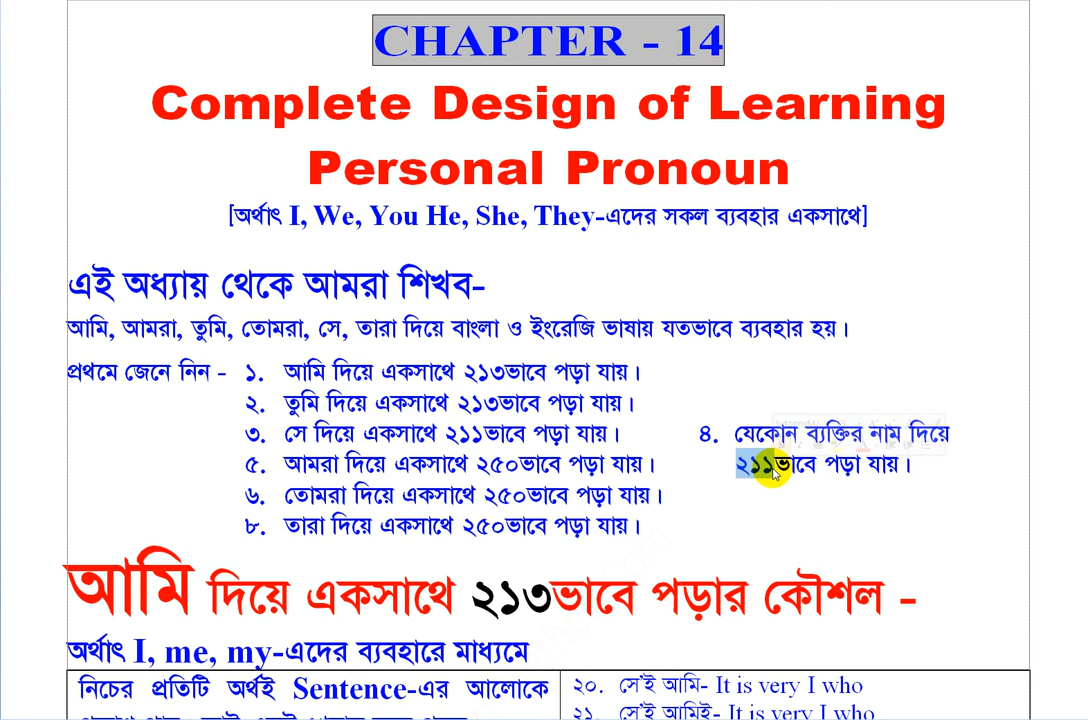 CHAPTER - 14
Complete Design of Learning
Personal Pronoun
[অর্থাৎ I, We, You He, She, They-এদের সকল ব্যবহার একসাথে]
এই অধ্যায় থেকে আমরা শিখব-
আমি, আমরা, তুমি, তোমরা, সে, তারা দিয়ে বাংলা ও ইংরেজি ভাষায় যতভাবে ব্যবহার হয়।
প্রথমে জেনে নিন - ১. আমি দিয়ে একসাথে ২১৩ভাবে পড়া যায়।
২. তুমি দিয়ে একসাথে ২১৩ভাবে পড়া যায়।
৩. সে দিয়ে একসাথে ২১১ভাবে পড়া যায়। ৪. যেকোন ব্যক্তির নাম দিয়ে
৫. আমরা দিয়ে একসাথে ২৫০ভাবে পড়া যায়। ২১১ভাবে পড়া যায়।
৬. তোমরা দিয়ে একসাথে ২৫০ভাবে পড়া যায়।
৮. তারা দিয়ে একসাথে ২৫০ভাবে পড়া যায়।
আমি দিয়ে একসাথে ২১৩ভাবে পড়ার কৌশল -
অর্থাৎ I, me, my-এদের ব্যবহারে মাধ্যমে
নিচের প্রতিটি অর্থই Sentence-এর আলোকে
২০. সে'ই আমি- It is very I who
২১. সে'ই আমিই- It is very I who